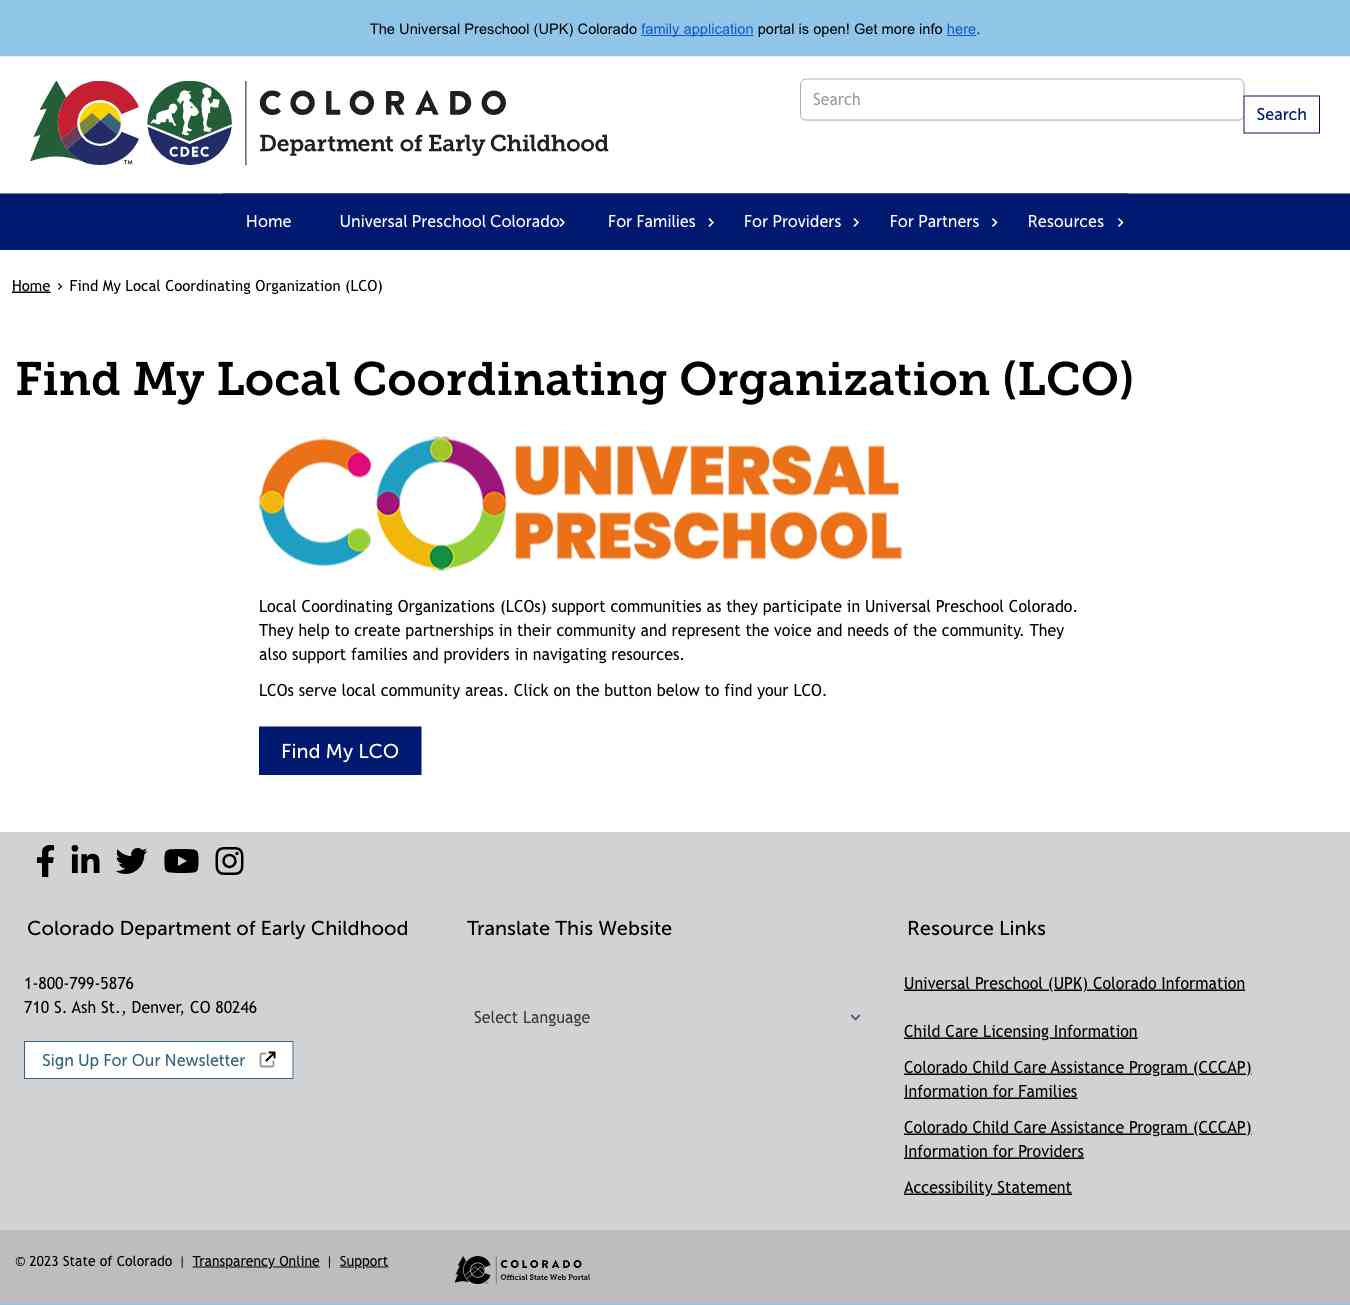 The Universal Preschool (UPK) Colorado family application portal is open! Get more info here.
CDEC
TM
COLORADO
Department of Early Childhood
Search
Search
Home
Universal Preschool Colorado
For Families
For Providers
For Partners
Resources
Home › Find My Local Coordinating Organization (LCO)
Find My Local Coordinating Organization (LCO)
UNIVERSAL
PRESCHOOL
Local Coordinating Organizations (LCOs) support communities as they participate in Universal Preschool Colorado.
They help to create partnerships in their community and represent the voice and needs of the community. They
also support families and providers in navigating resources.
LCOs serve local community areas. Click on the button below to find your LCO.
Find My LCO
Colorado Department of Early Childhood
1-800-799-5876
710 S. Ash St., Denver, CO 80246
Sign Up For Our Newsletter
Translate This Website
Select Language
Resource Links
Universal Preschool (UPK) Colorado Information
Child Care Licensing Information
Colorado Child Care Assistance Program (CCCAP)
Information for Families
Colorado Child Care Assistance Program (CCCAP)
Information for Providers
Accessibility Statement
© 2023 State of Colorado | Transparency Online | Support
COLORADO
Official State Web Portal